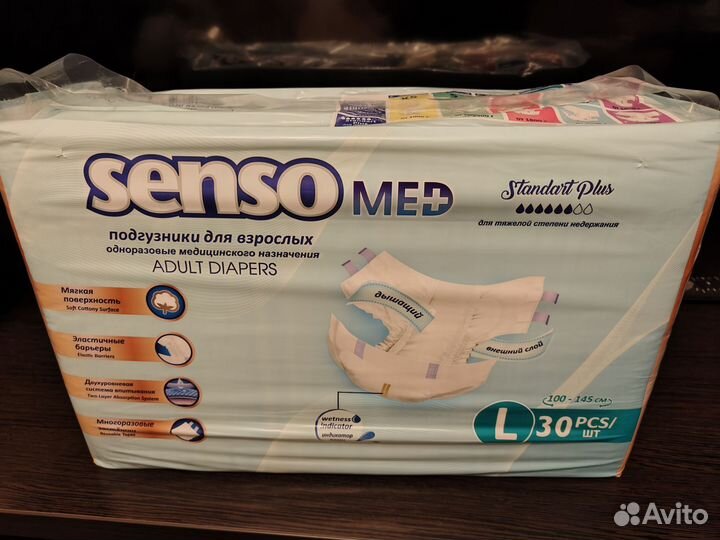 senso MED
Standart Plus
для тяжелой степени недержания
подгузники для взрослых
одноразовые медицинского назначения
ADULT DIAPERS
Мягкая
поверхность
Soft Cottony Surface
Эластичные
барьеры
Elastic Barriers
Двухуровневая
система впитывания
Two Layer Absorption System
Многоразовые
Reusable Tapes
дышащий
внешний слой
wetness
indicator
индикатор
100 - 145 см
L 30 PCS/
ШТ
Avito